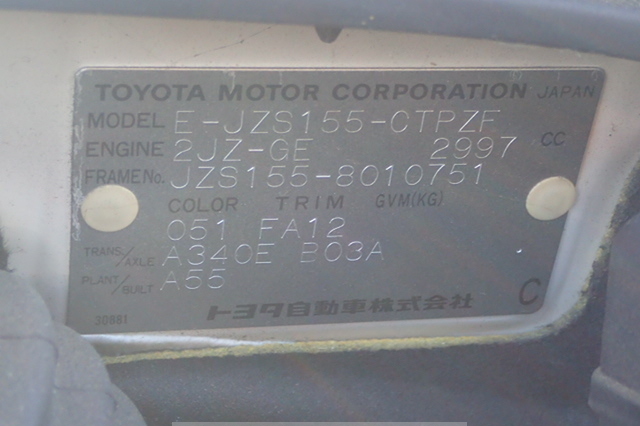 TOYOTA MOTOR CORPORATION JAPAN
MODEL E-JZS155-CTPZF
ENGINE 2JZ-GE 2997 CC
FRAME No. JZS155-8010751
COLOR TRIM GVM(KG)
051 FA12
TRANS/AXLE A340E B03A
PLANT/BUILT A55
30881 トヨタ自動車株式会社 C